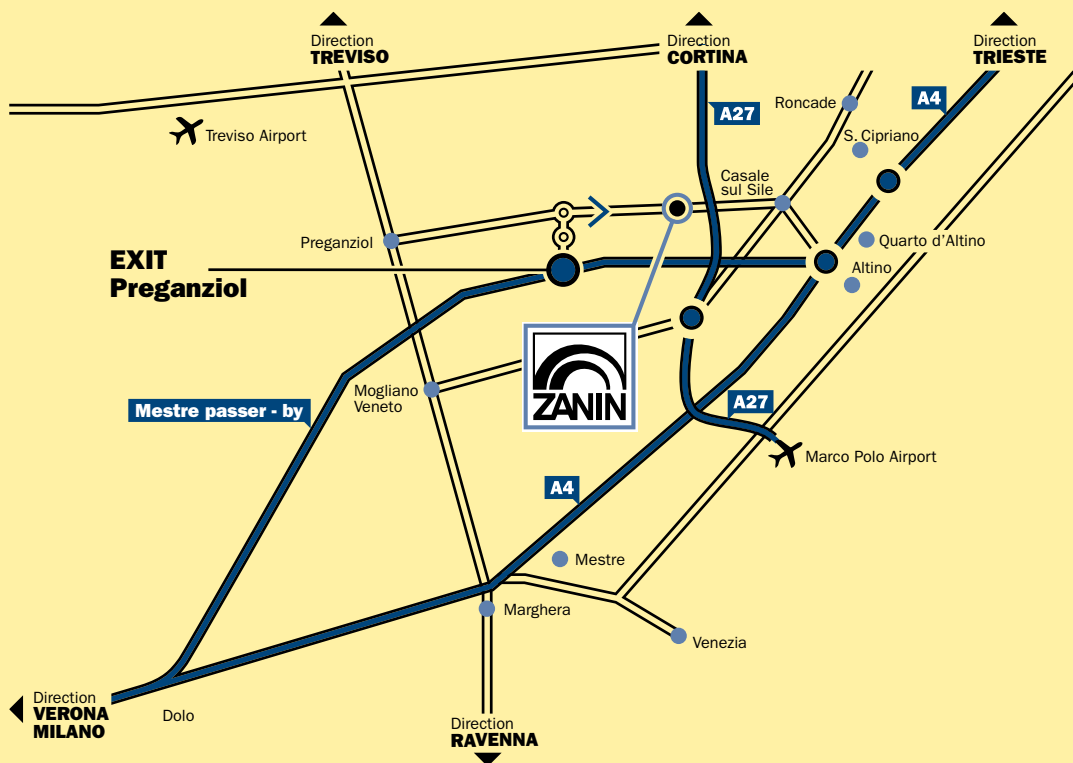 Direction
TREVISO
Direction
CORTINA
Direction
TRIESTE
A27
A4
Roncade
S. Cipriano
Treviso Airport
Casale
sul Sile
Preganziol
Quarto d'Altino
EXIT
Preganziol
Altino
ZANIN
Mogliano
Veneto
Mestre passer - by
A27
Marco Polo Airport
A4
Mestre
Marghera
Venezia
Direction
VERONA
MILANO
Dolo
Direction
RAVENNA